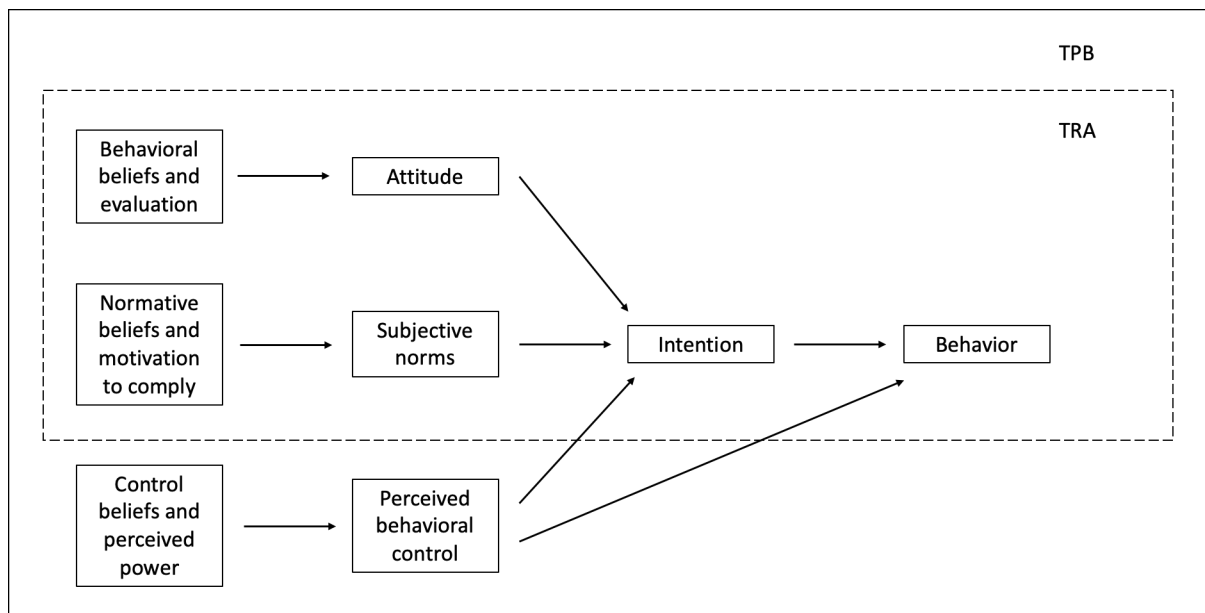 TPB
TRA
Behavioral
beliefs and
evaluation
Attitude
Normative
beliefs and
motivation
to comply
Subjective
norms
Intention
Behavior
Control
beliefs and
perceived
power
Perceived
behavioral
control